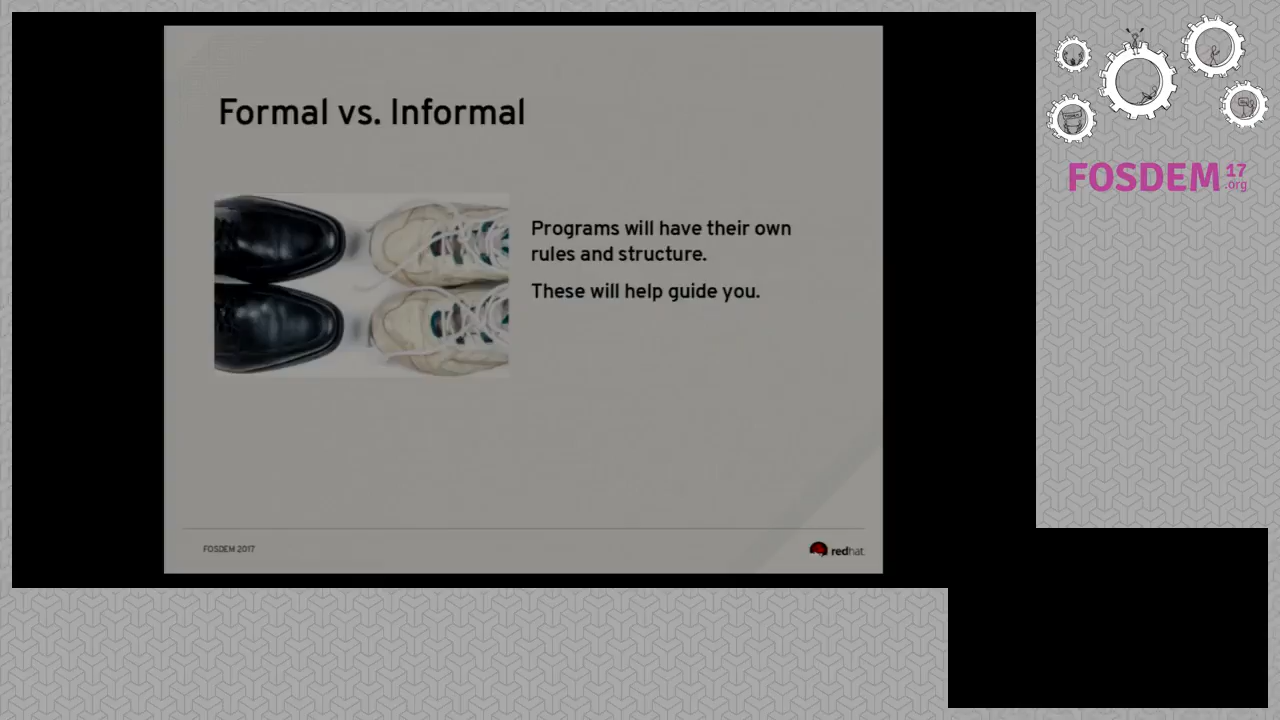 Formal vs. Informal
Programs will have their own
rules and structure.
These will help guide you.
FOSDEM 2017
redhat.
FOSDEM 17
.org